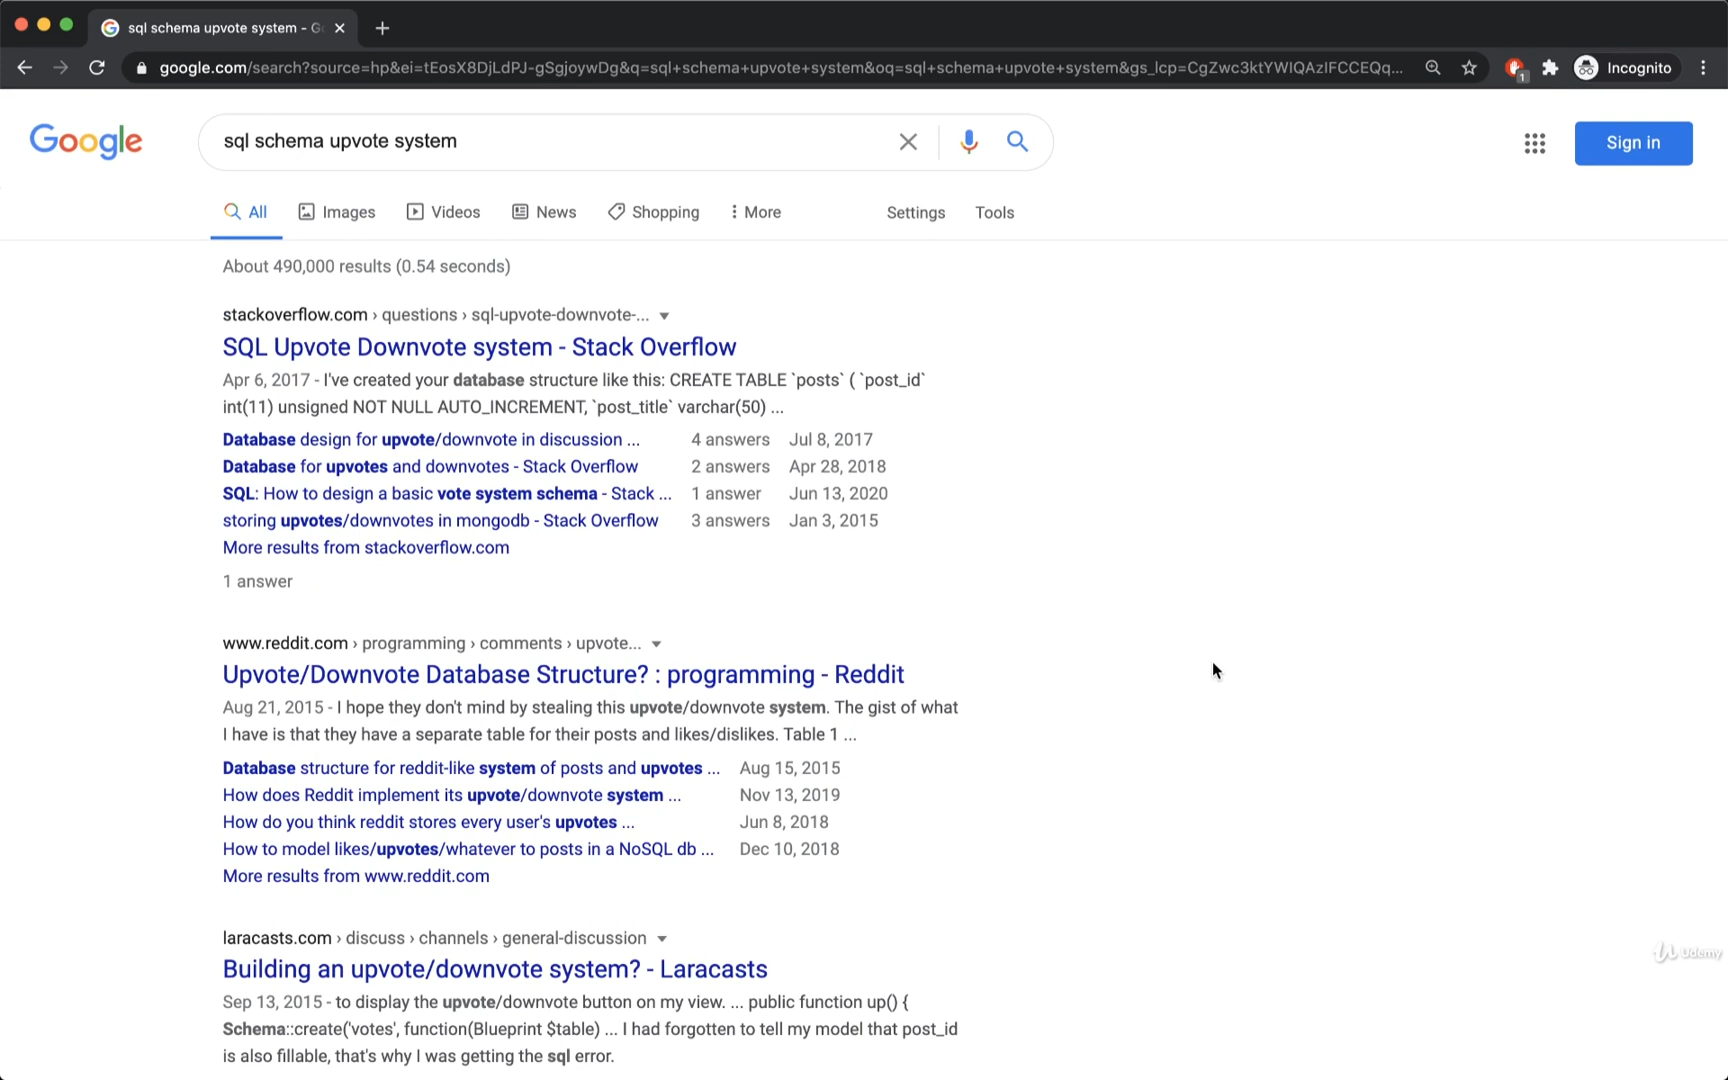 sql schema upvote system - G
google.com/search?source=hp&ei=tEosX8DjLdPJ-gSgjoywDg&q=sql+schema+upvote+system&oq=sql+schema+upvote+system&gs_lcp=CgZwc3ktYWIQAzIFCCEQq...
1
Incognito
Google
sql schema upvote system
Sign in
All
Images
Videos
News
Shopping
More
Settings
Tools
About 490,000 results (0.54 seconds)
stackoverflow.com › questions › sql-upvote-downvote-...
SQL Upvote Downvote system - Stack Overflow
Apr 6, 2017 - I've created your database structure like this: CREATE TABLE `posts` ( `post_id`
int(11) unsigned NOT NULL AUTO_INCREMENT, `post_title` varchar(50) ...
Database design for upvote/downvote in discussion ... 4 answers Jul 8, 2017
Database for upvotes and downvotes - Stack Overflow 2 answers Apr 28, 2018
SQL: How to design a basic vote system schema - Stack ... 1 answer Jun 13, 2020
storing upvotes/downvotes in mongodb - Stack Overflow 3 answers Jan 3, 2015
More results from stackoverflow.com
1 answer
www.reddit.com › programming › comments › upvote...
Upvote/Downvote Database Structure? : programming - Reddit
Aug 21, 2015 - I hope they don't mind by stealing this upvote/downvote system. The gist of what
I have is that they have a separate table for their posts and likes/dislikes. Table 1 ...
Database structure for reddit-like system of posts and upvotes ... Aug 15, 2015
How does Reddit implement its upvote/downvote system ... Nov 13, 2019
How do you think reddit stores every user's upvotes ... Jun 8, 2018
How to model likes/upvotes/whatever to posts in a NoSQL db ... Dec 10, 2018
More results from www.reddit.com
laracasts.com › discuss › channels › general-discussion
Building an upvote/downvote system? - Laracasts
Sep 13, 2015 - to display the upvote/downvote button on my view. ... public function up() {
Schema::create('votes', function(Blueprint $table) ... I had forgotten to tell my model that post_id
is also fillable, that's why I was getting the sql error.
Udemy